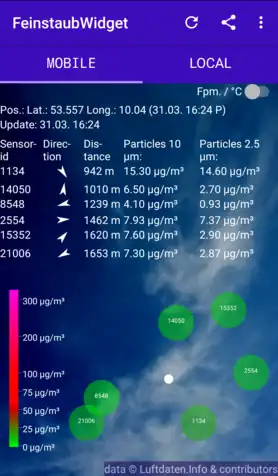 FeinstaubWidget
MOBILE LOCAL
Fpm. / °C
Pos.: Lat.: 53.557 Long.: 10.04 (31.03. 16:24 P)
Update: 31.03. 16:24
Sensor-id Direc-tion Dis-tance Particles 10 µm: Particles 2.5 µm:
1134 942 m 15.30 µg/m³ 14.60 µg/m³
14050 1010 m 6.50 µg/m³ 2.70 µg/m³
8548 1239 m 4.10 µg/m³ 0.93 µg/m³
2554 1462 m 7.93 µg/m³ 7.37 µg/m³
15352 1620 m 7.60 µg/m³ 2.90 µg/m³
21006 1653 m 7.30 µg/m³ 2.87 µg/m³
300 µg/m³
200 µg/m³
100 µg/m³
75 µg/m³
50 µg/m³
25 µg/m³
0 µg/m³
15352
14050
2554
8548
21006
1134
data © Luftdaten.Info & contributors